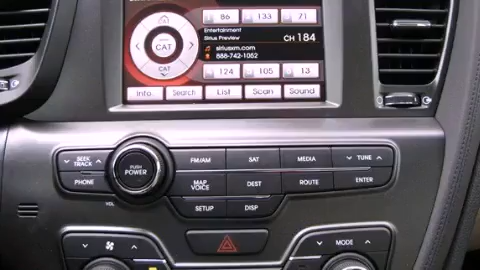 86 133 71
Entertainment
Sirius Preview CH 184
CAT
siriusxm.com
888-742-1052
CAT
124 105 13
Info Search List Scan Sound
SEEK TRACK
PUSH POWER
FM/AM SAT MEDIA TUNE
PHONE
MAP VOICE DEST ROUTE ENTER
VOL
SETUP DISP
MODE